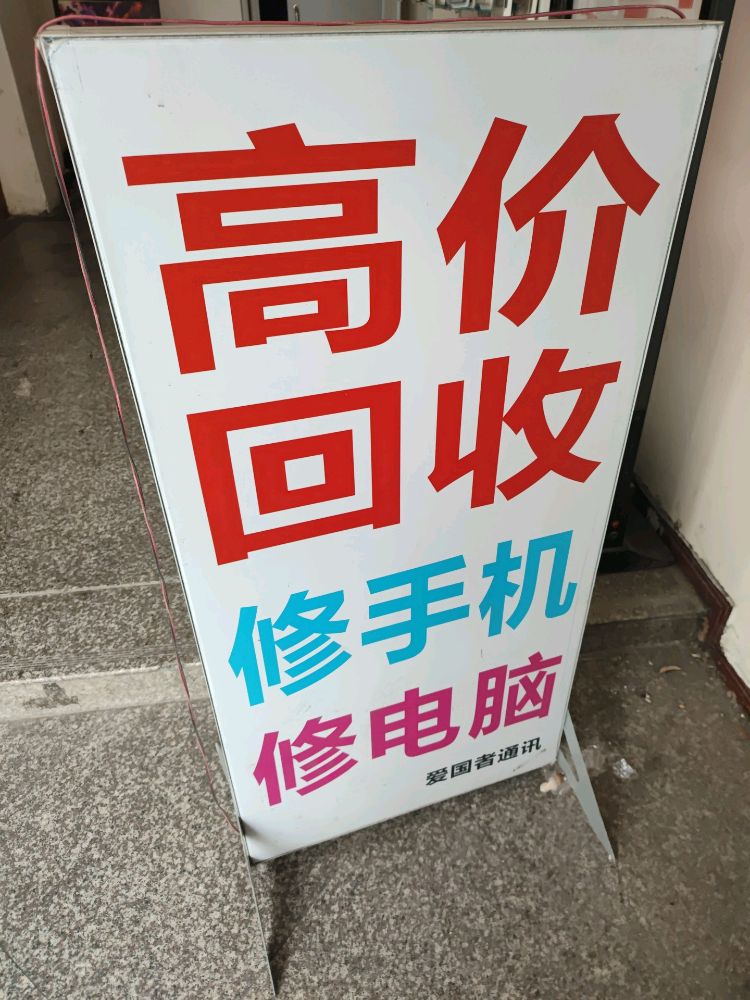 高价
回收
修手机
修电脑
爱国者通讯